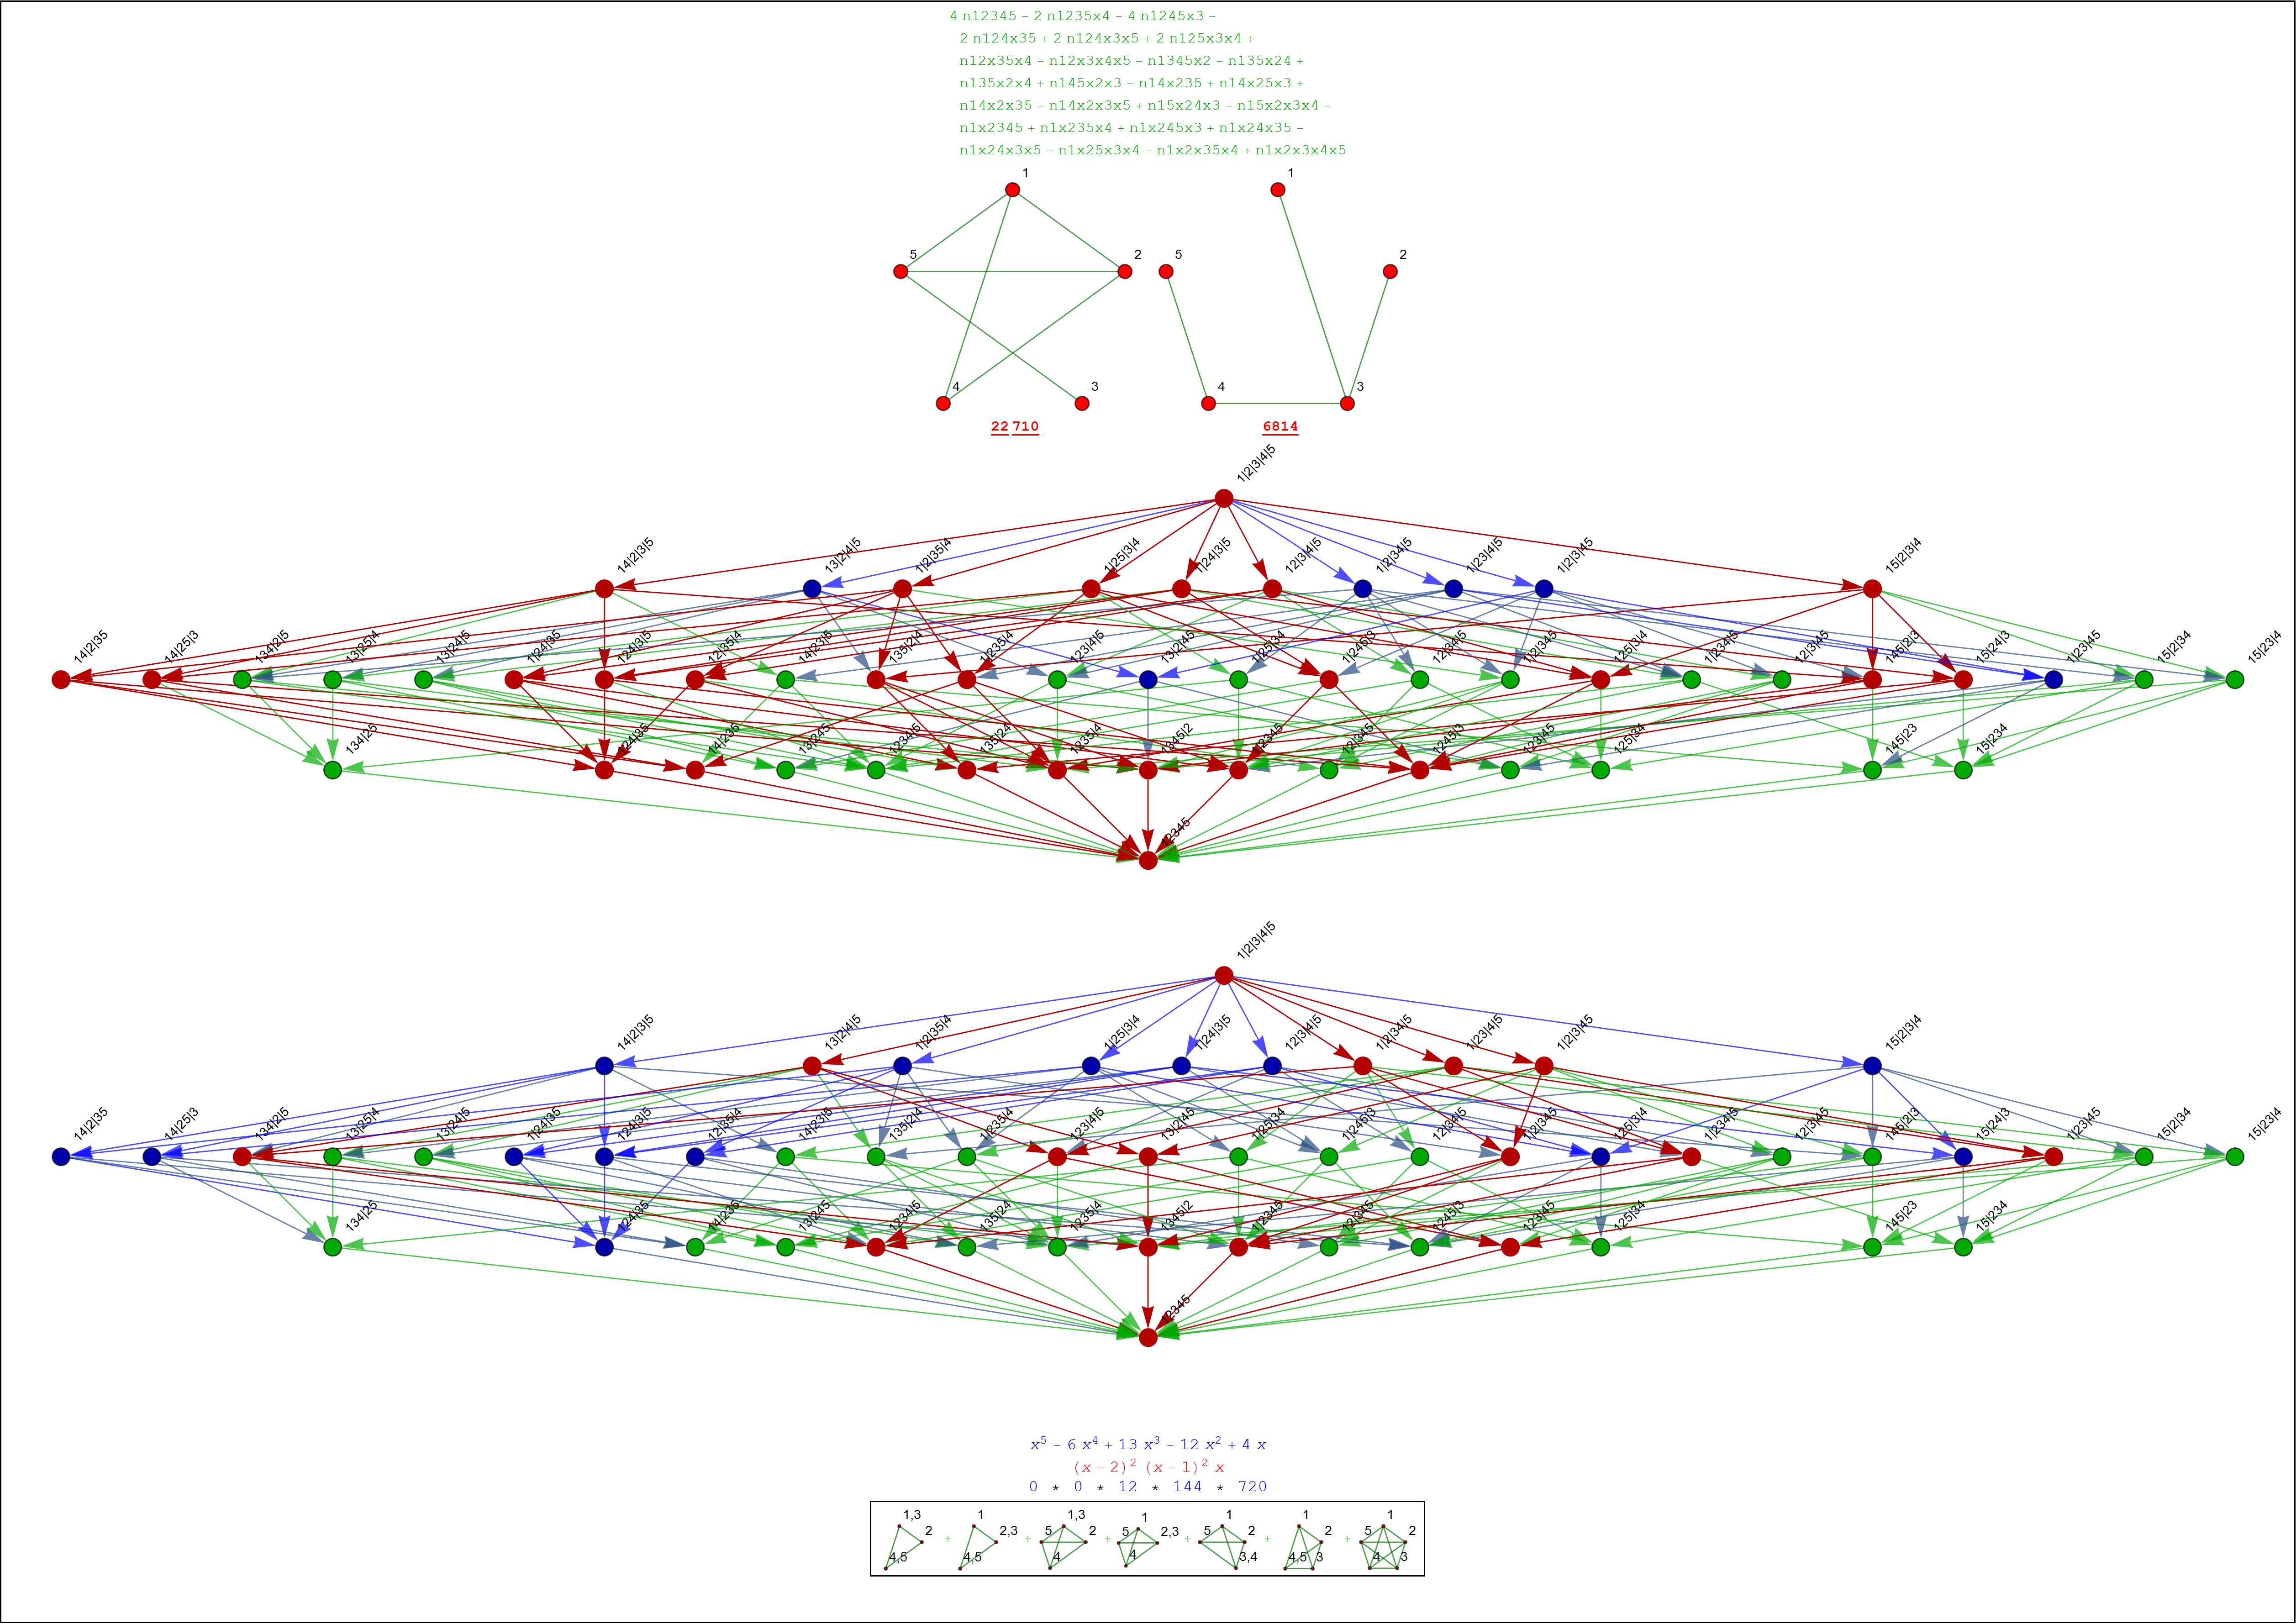 4 n12345 – 2 n1235x4 – 4 n1245x3 –
2 n124x35 + 2 n124x3x5 + 2 n125x3x4 +
n12x35x4 – n12x3x4x5 – n1345x2 – n135x24 +
n135x2x4 + n145x2x3 – n14x235 + n14x25x3 +
n14x2x35 – n14x2x3x5 + n15x24x3 – n15x2x3x4 –
n1x2345 + n1x235x4 + n1x245x3 + n1x24x35 –
n1x24x3x5 – n1x25x3x4 – n1x2x35x4 + n1x2x3x4x5
1 1
5 2 5 2
4 3 4 3
22 710 6814
1|2|3|4|5
14|2|3|5 13|2|4|5 1|2|35|4 1|25|3|4 1|24|3|5 12|3|4|5 1|2|34|5 1|23|4|5 1|2|3|45 15|2|3|4
14|2|35 14|25|3 134|2|5 13|25|4 13|24|5 1|24|35 124|3|5 12|35|4 14|23|5 135|2|4 1|235|4 123|4|5 13|2|45 1|25|34 1|245|3 12|34|5 1|2|345 125|3|4 1|234|5 12|3|45 145|2|3 15|24|3 1|23|45 15|2|34 15|23|4
134|25 124|35 14|235 13|245 1234|5 135|24 1235|4 1345|2 1|2345 12|345 1245|3 123|45 125|34 145|23 15|234
12345
1|2|3|4|5
14|2|3|5 13|2|4|5 1|2|35|4 1|25|3|4 1|24|3|5 12|3|4|5 1|2|34|5 1|23|4|5 1|2|3|45 15|2|3|4
14|2|35 14|25|3 134|2|5 13|25|4 13|24|5 1|24|35 124|3|5 12|35|4 14|23|5 135|2|4 1|235|4 123|4|5 13|2|45 1|25|34 1|245|3 12|34|5 1|2|345 125|3|4 1|234|5 12|3|45 145|2|3 15|24|3 1|23|45 15|2|34 15|23|4
134|25 124|35 14|235 13|245 1234|5 135|24 1235|4 1345|2 1|2345 12|345 1245|3 123|45 125|34 145|23 15|234
12345
x⁵ – 6 x⁴ + 13 x³ – 12 x² + 4 x
(x – 2)² (x – 1)² x
0 * 0 * 12 * 144 * 720
1,3 2 4,5 + 1 2,3 4,5 + 1,3 5 2 4 + 1 5 2,3 4 + 1 5 2 3,4 + 1 2 4,5 3 + 1 5 2 4 3